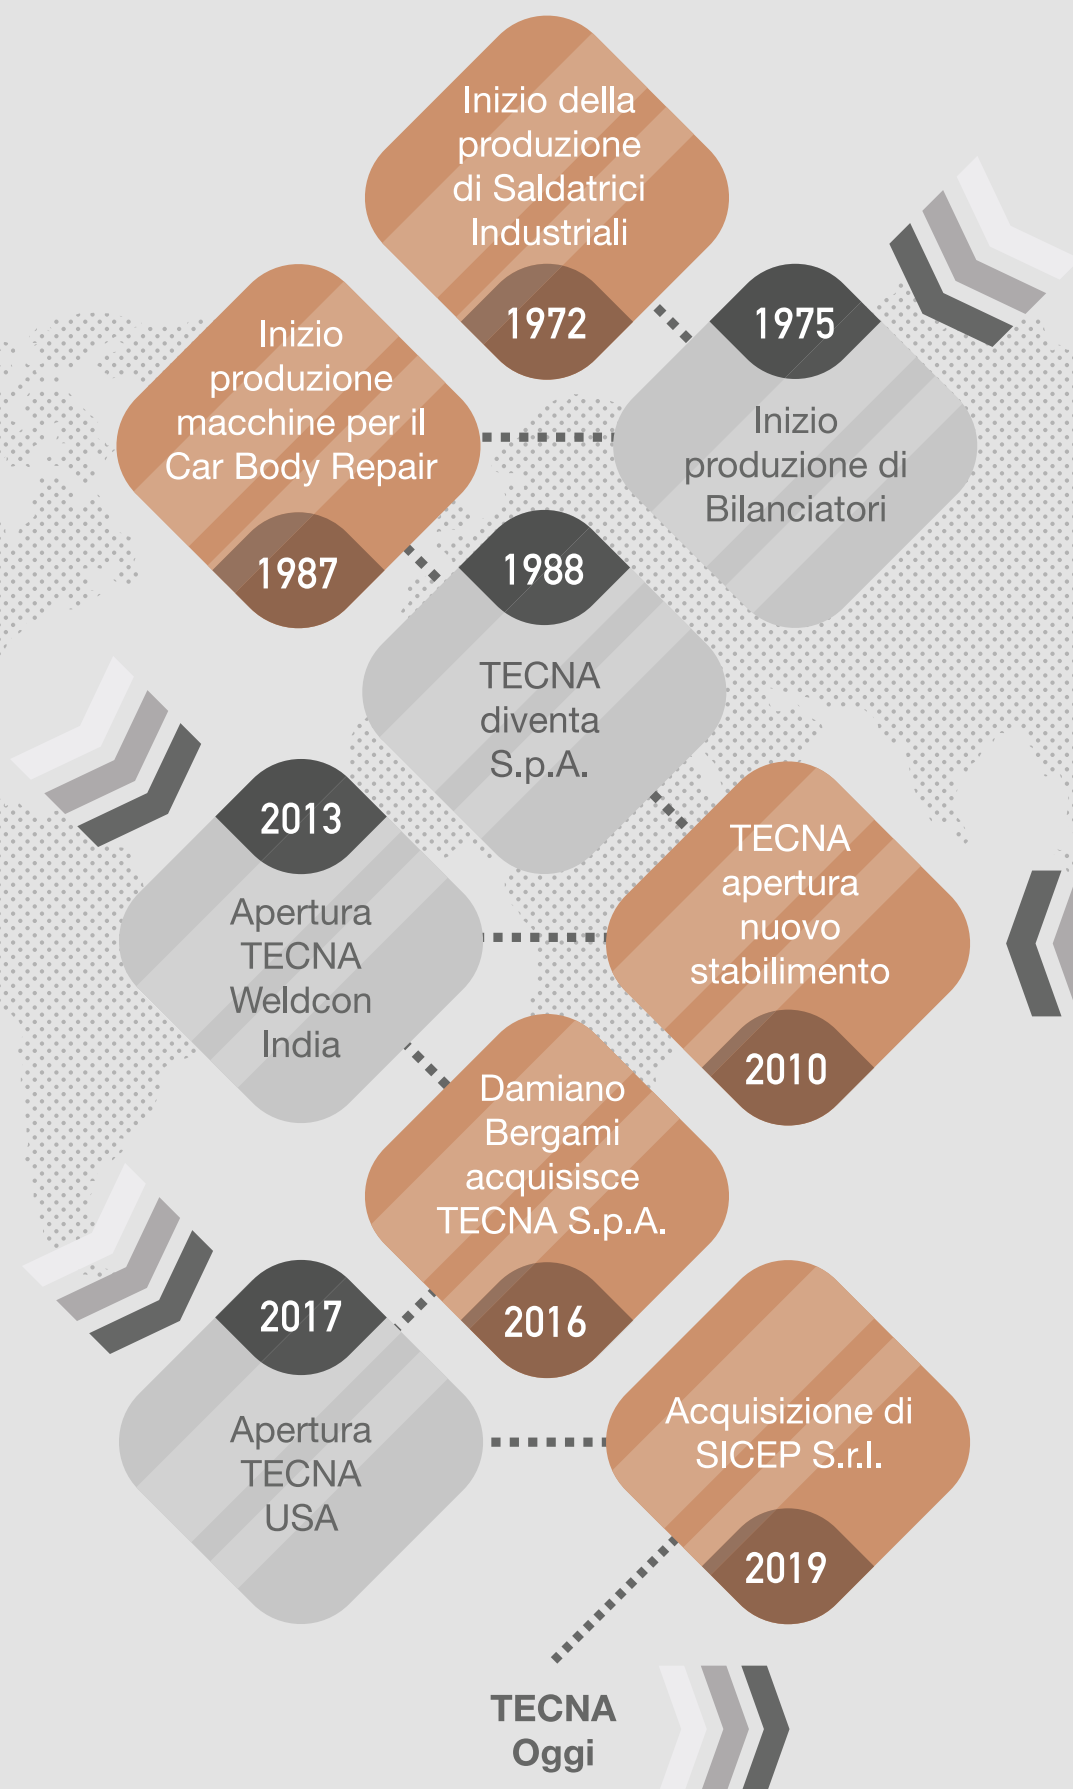 Inizio della
produzione
di Saldatrici
Industriali
1972
1975
Inizio
produzione di
Bilanciatori
Inizio
produzione
macchine per il
Car Body Repair
1987
1988
TECNA
diventa
S.p.A.
TECNA
apertura
nuovo
stabilimento
2010
2013
Apertura
TECNA
Weldcon
India
Damiano
Bergami
acquisisce
TECNA S.p.A.
2016
2017
Apertura
TECNA
USA
Acquisizione di
SICEP S.r.l.
2019
TECNA
Oggi